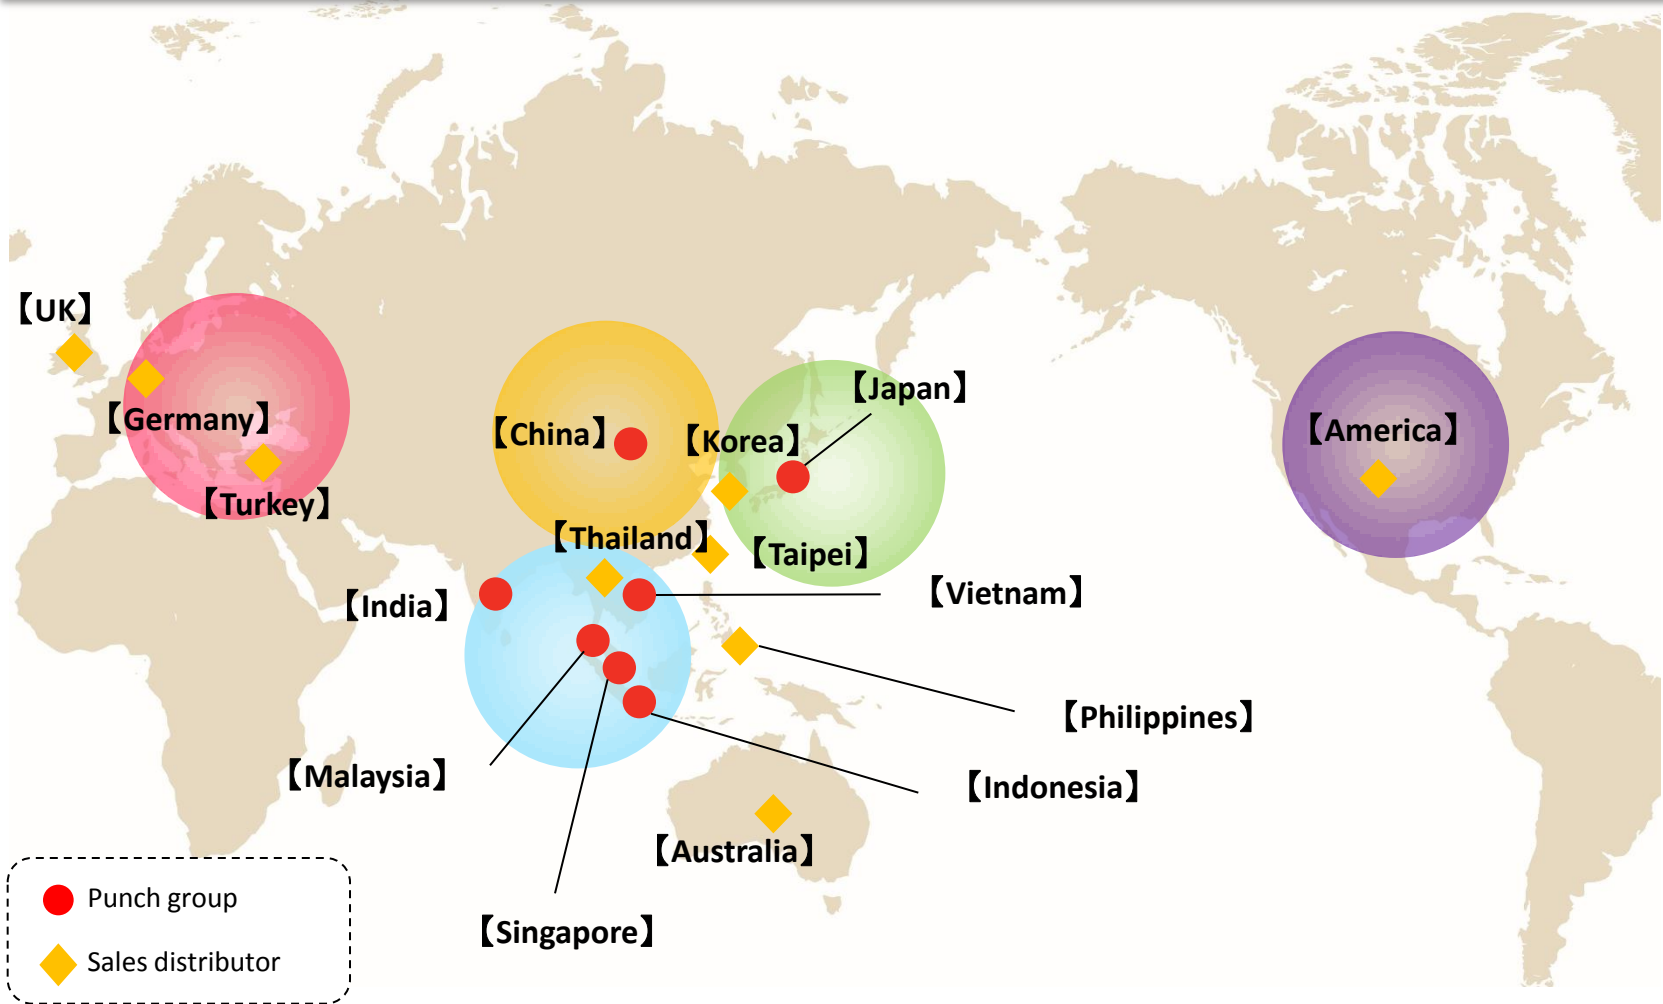 【UK】
【Japan】
【Germany】
【America】
【China】
【Korea】
【Turkey】
【Thailand】
【Taipei】
【India】
【Vietnam】
【Philippines】
【Malaysia】
【Indonesia】
【Australia】
【Singapore】
Punch group
Sales distributor